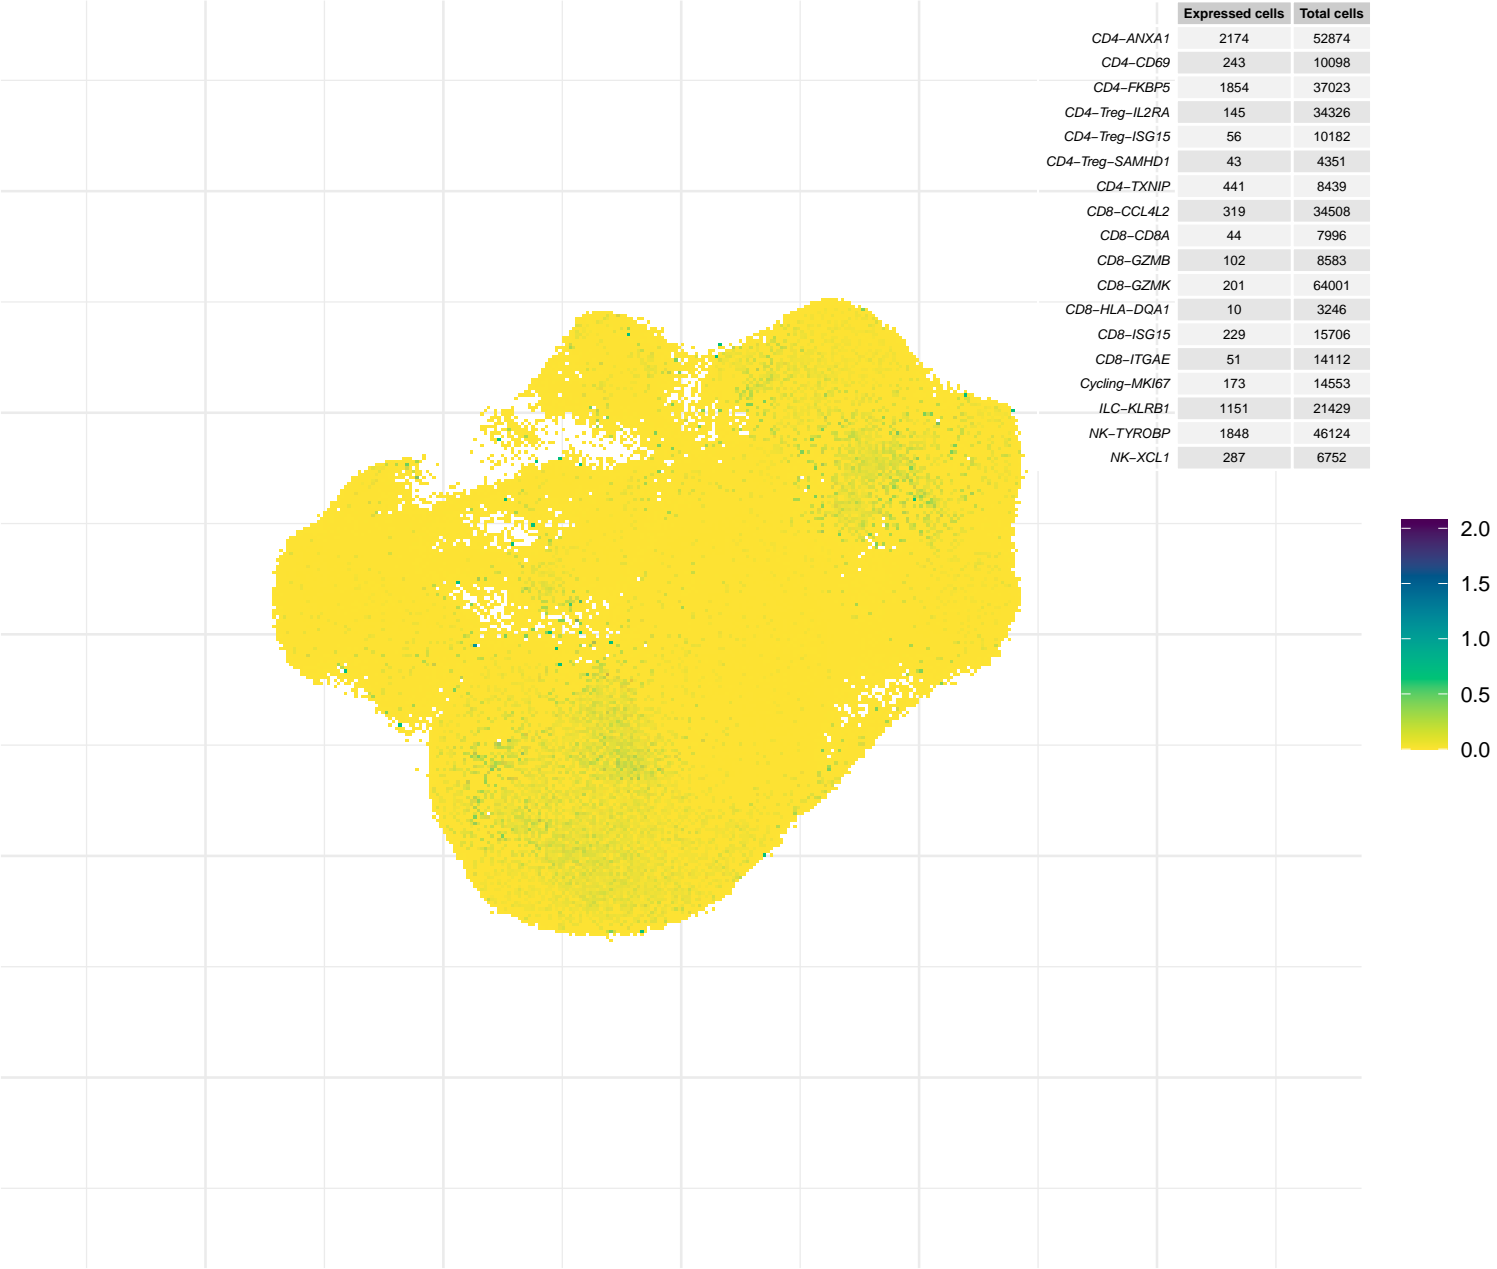 Expressed cells Total cells
CD4−ANXA1 2174 52874
CD4−CD69 243 10098
CD4−FKBP5 1854 37023
CD4−Treg−IL2RA 145 34326
CD4−Treg−ISG15 56 10182
CD4−Treg−SAMHD1 43 4351
CD4−TXNIP 441 8439
CD8−CCL4L2 319 34508
CD8−CD8A 44 7996
CD8−GZMB 102 8583
CD8−GZMK 201 64001
CD8−HLA−DQA1 10 3246
CD8−ISG15 229 15706
CD8−ITGAE 51 14112
Cycling−MKI67 173 14553
ILC−KLRB1 1151 21429
NK−TYROBP 1848 46124
NK−XCL1 287 6752
2.0
1.5
1.0
0.5
0.0